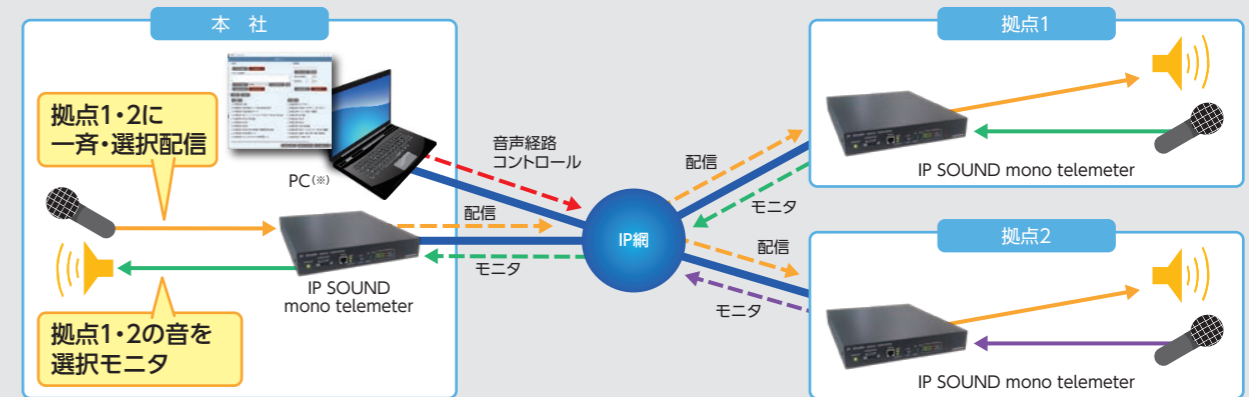 本 社
拠点1・2に
一斉・選択配信
PC(※)
音声経路
コントロール
配信
モニタ
IP SOUND
mono telemeter
拠点1・2の音を
選択モニタ
IP網
配信
モニタ
配信
モニタ
拠点1
IP SOUND mono telemeter
拠点2
IP SOUND mono telemeter